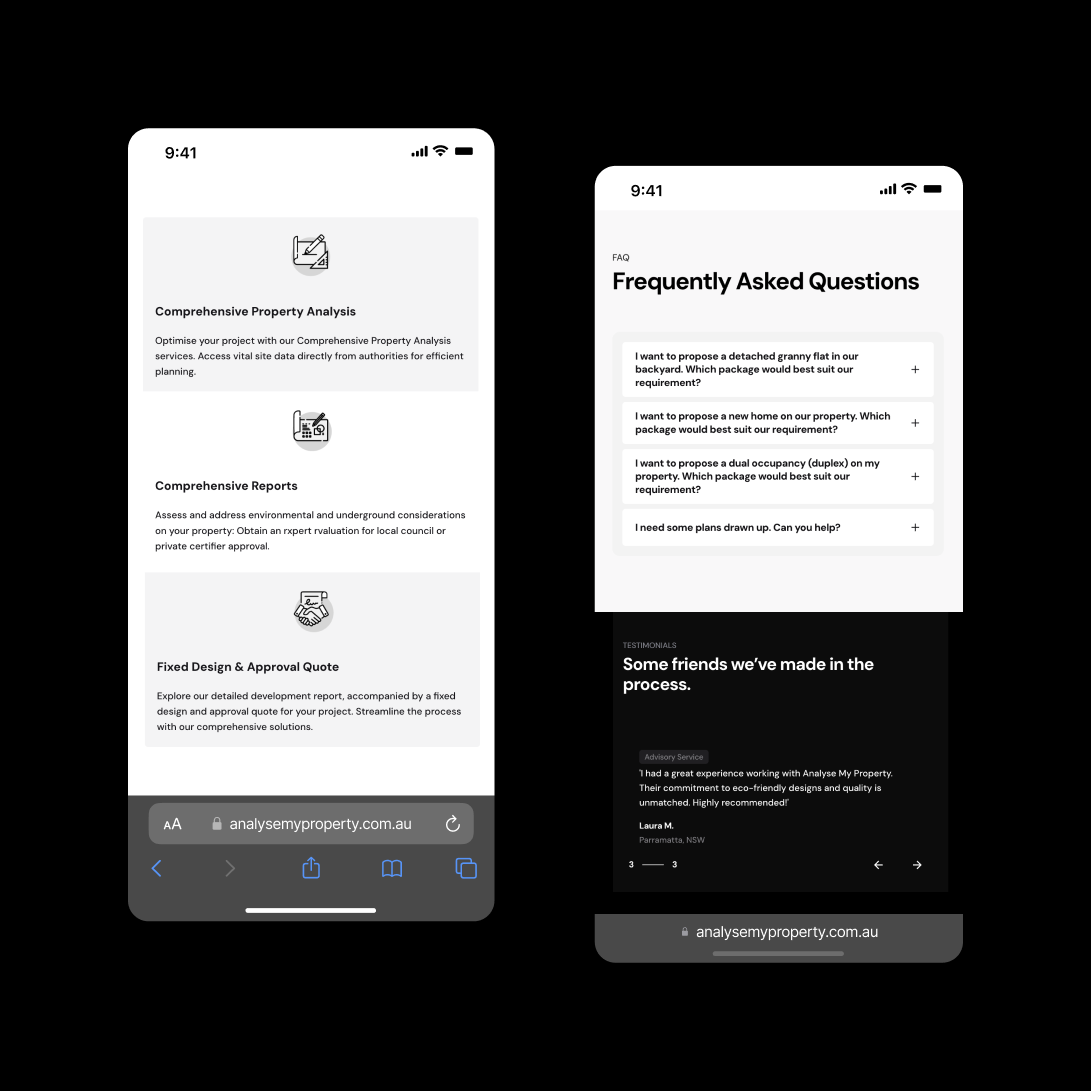 9:41
Comprehensive Property Analysis
Optimise your project with our Comprehensive Property Analysis
services. Access vital site data directly from authorities for efficient
planning.
Comprehensive Reports
Assess and address environmental and underground considerations
on your property: Obtain an rxpert rvaluation for local council or
private certifier approval.
Fixed Design & Approval Quote
Explore our detailed development report, accompanied by a fixed
design and approval quote for your project. Streamline the process
with our comprehensive solutions.
AA analysemyproperty.com.au
9:41
FAQ
Frequently Asked Questions
I want to propose a detached granny flat in our
backyard. Which package would best suit our
requirement?
+
I want to propose a new home on our property. Which
package would best suit our requirement?
+
I want to propose a dual occupancy (duplex) on my
property. Which package would best suit our
requirement?
+
I need some plans drawn up. Can you help?
+
TESTIMONIALS
Some friends we’ve made in the
process.
Advisory Service
'I had a great experience working with Analyse My Property.
Their commitment to eco-friendly designs and quality is
unmatched. Highly recommended!'
Laura M.
Parramatta, NSW
3 — 3
analysemyproperty.com.au